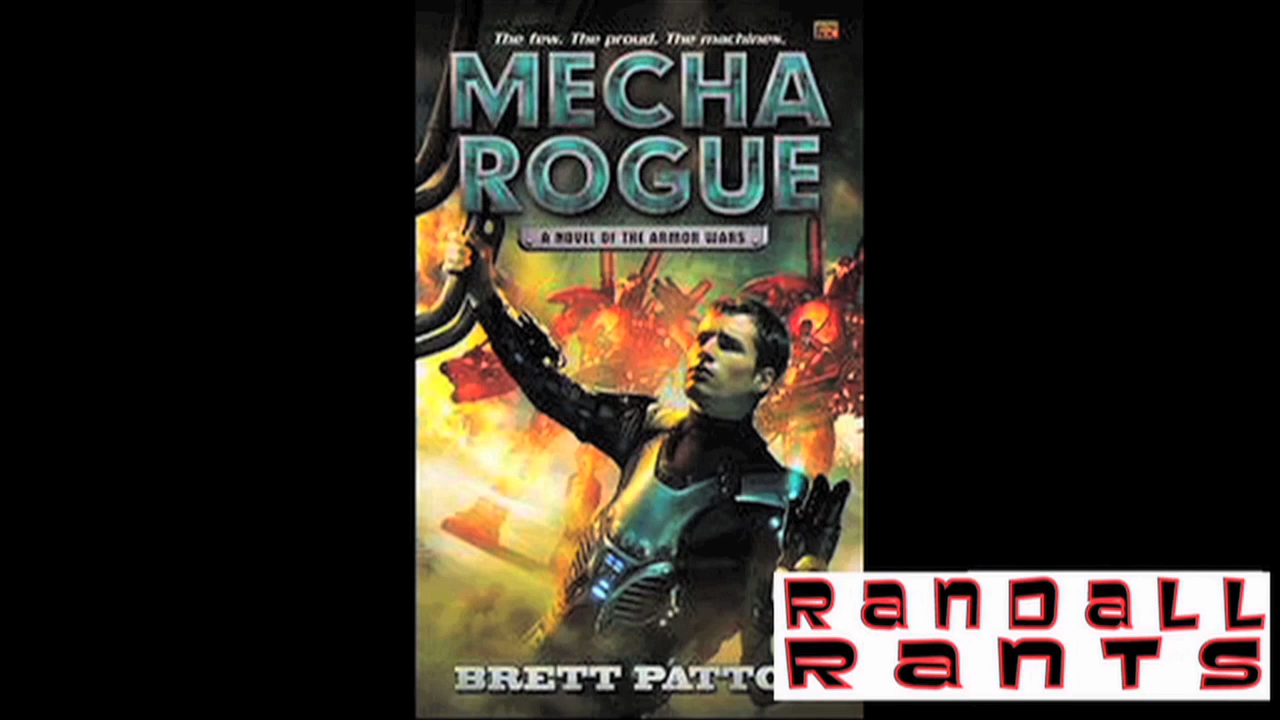 The few. The proud. The machines.
MECHA
ROGUE
A NOVEL OF THE ARMOR WARS
BRETT PATTO
RANDALL
RANTS